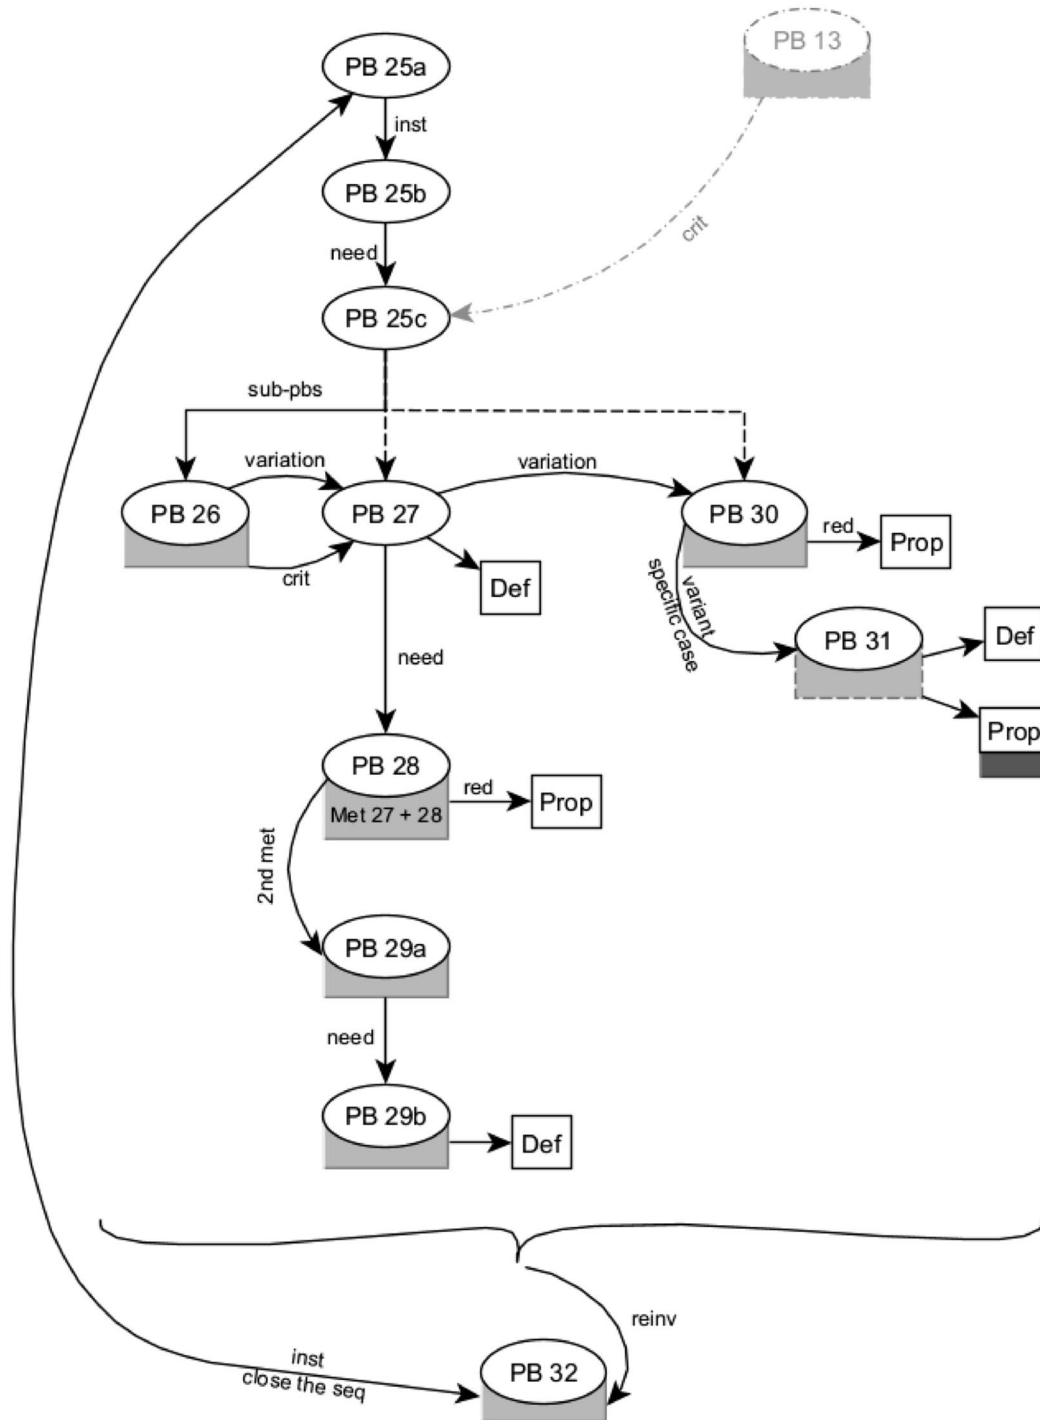 PB 13
PB 25a
inst
PB 25b
need
crit
PB 25c
sub-pbs
variation
variation
PB 26
PB 27
PB 30
red
Prop
crit
Def
variant
specific case
PB 31
Def
need
Prop
PB 28
red
Prop
Met 27 + 28
2nd met
PB 29a
need
PB 29b
Def
reinv
inst
close the seq
PB 32